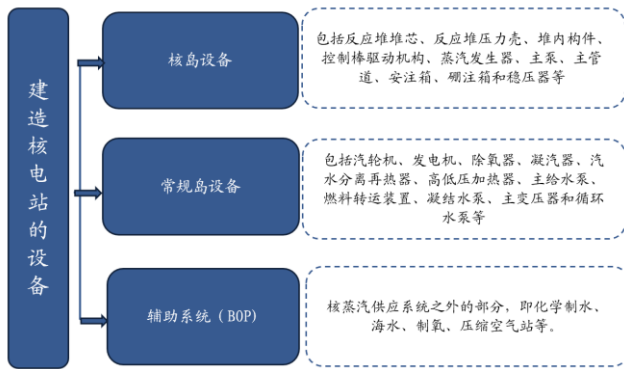 建造核电站的设备
核岛设备
包括反应堆堆芯、反应堆压力壳、堆内构件、
控制棒驱动机构、蒸汽发生器、主泵、主管
道、安注箱、硼注箱和稳压器等
常规岛设备
包括汽轮机、发电机、除氧器、凝汽器、汽
水分离再热器、高低压加热器、主给水泵、
燃料转运装置、凝结水泵、主变压器和循环
水泵等
辅助系统（BOP)
核蒸汽供应系统之外的部分，即化学制水、
海水、制氧、压缩空气站等。